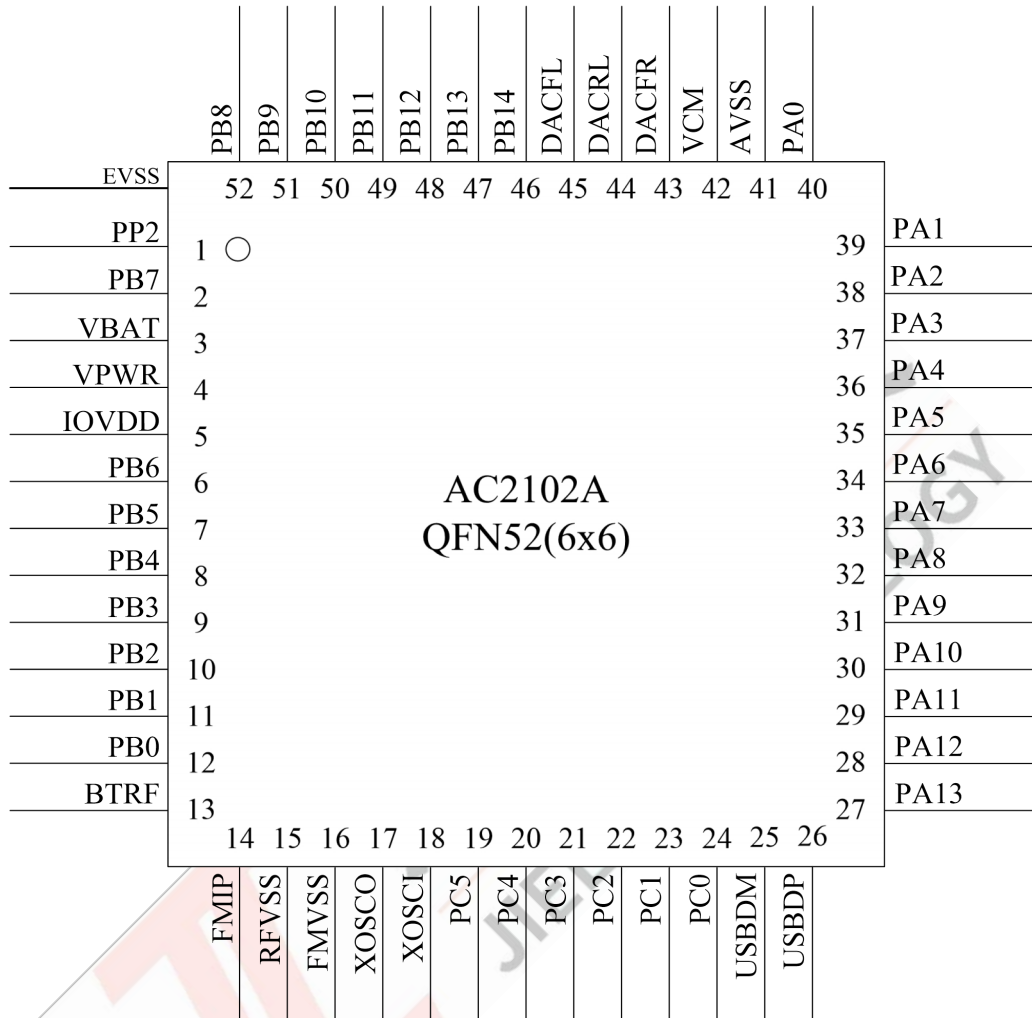 PB8 PB9 PB10 PB11 PB12 PB13 PB14 DACFL DACRL DACFR VCM AVSS PA0
EVSS
52 51 50 49 48 47 46 45 44 43 42 41 40
PP2 1 39 PA1
PB7 2 38 PA2
VBAT 3 37 PA3
VPWR 4 36 PA4
IOVDD 5 35 PA5
PB6 6 34 PA6
AC2102A
PB5 7 33 PA7
QFN52(6x6)
PB4 8 32 PA8
PB3 9 31 PA9
PB2 10 30 PA10
PB1 11 29 PA11
PB0 12 28 PA12
BTRF 13 27 PA13
14 15 16 17 18 19 20 21 22 23 24 25 26
FMIP RFVSS FMVSS XOSCO XOSCI PC5 PC4 PC3 PC2 PC1 PC0 USBDM USBDP